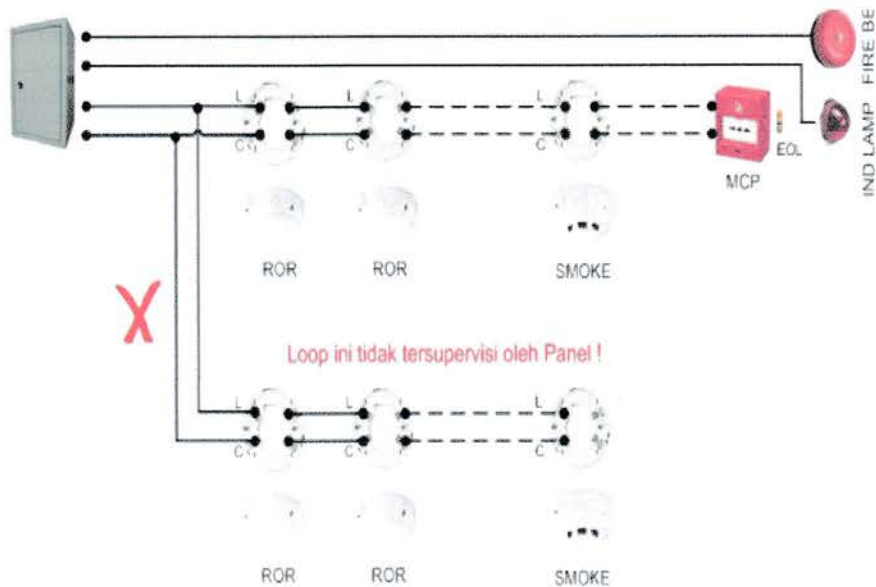 FIRE BE
IND LAMP
L
L
L
C
C
C
EOL
MCP
ROR
ROR
SMOKE
X
Loop ini tidak tersupervisi oleh Panel !
L
L
L
C
C
C
ROR
ROR
SMOKE